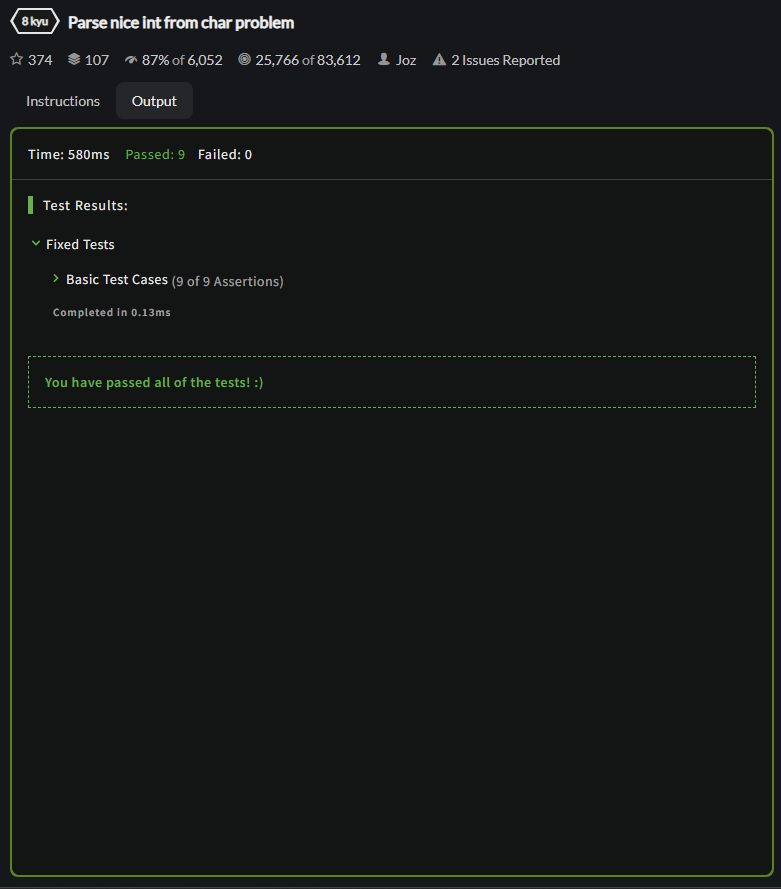 8 kyu Parse nice int from char problem
374 107 87% of 6,052 25,766 of 83,612 Joz 2 Issues Reported
Instructions Output
Time: 580ms Passed: 9 Failed: 0
Test Results:
Fixed Tests
Basic Test Cases (9 of 9 Assertions)
Completed in 0.13ms
You have passed all of the tests! :)